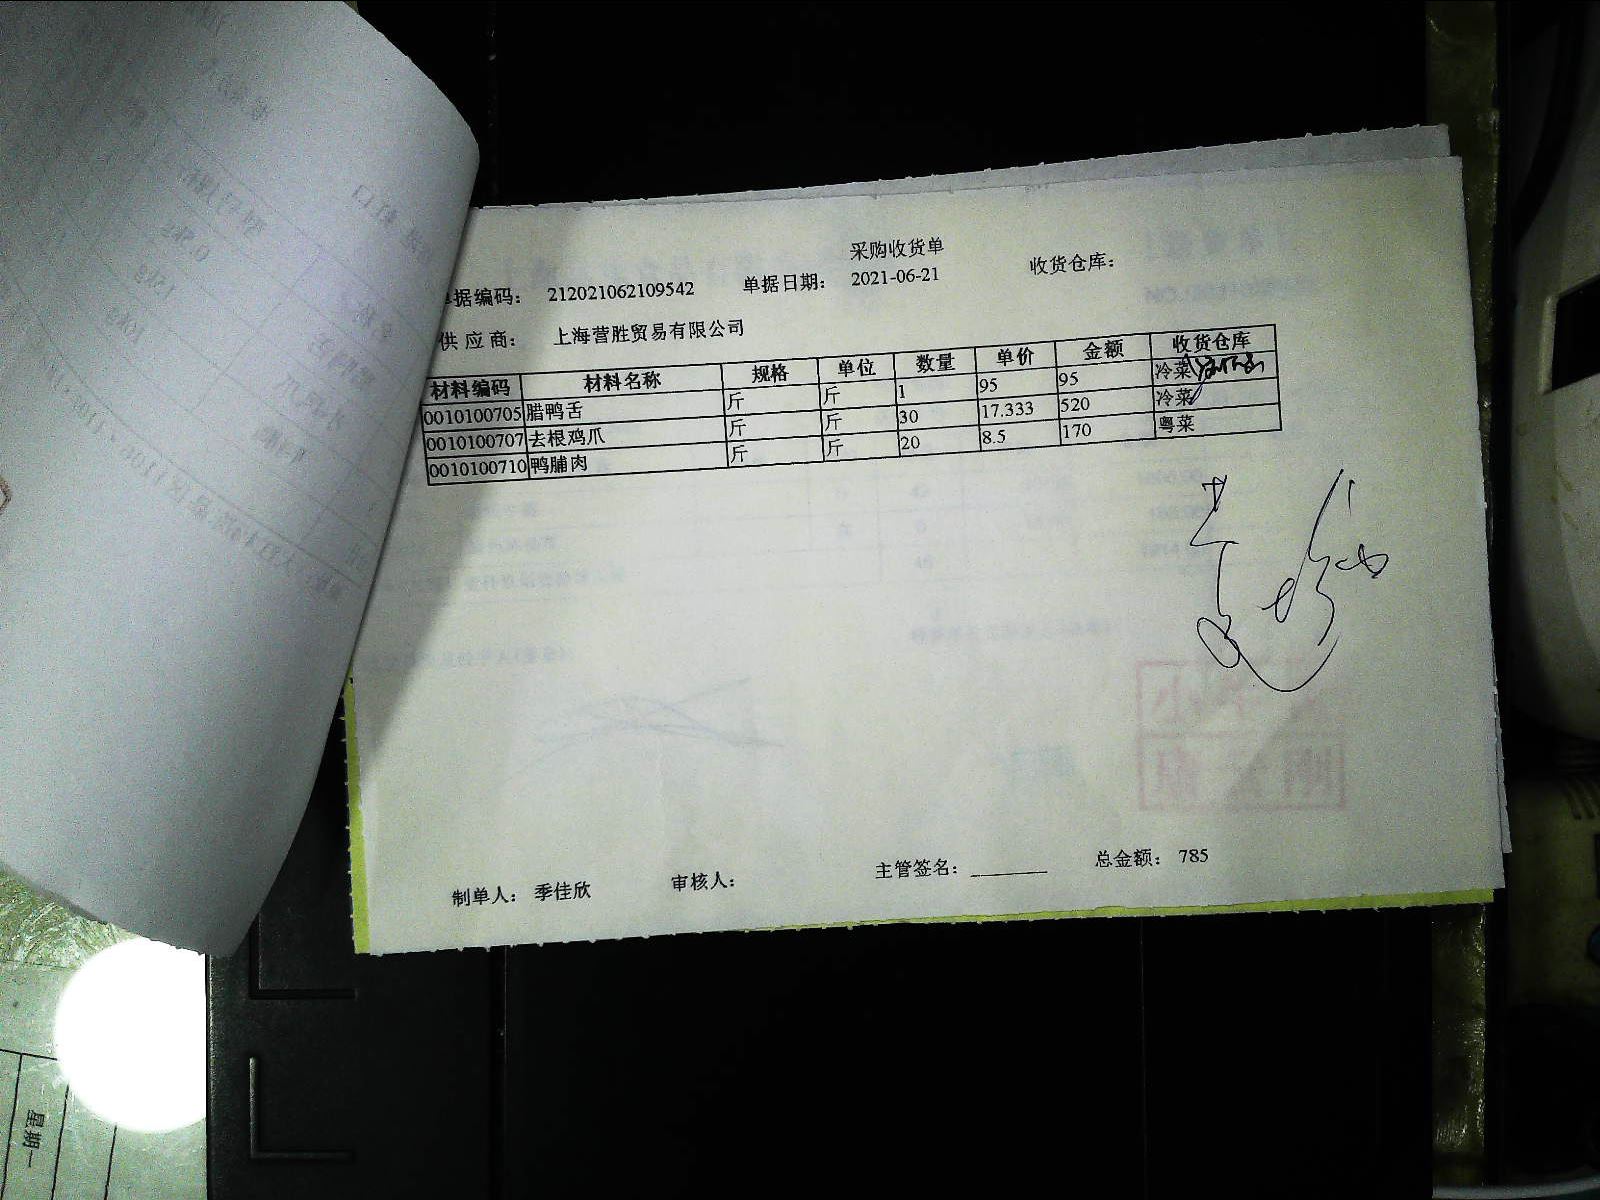 采购收货单
单据编码： 212021062109542 单据日期： 2021-06-21 收货仓库：
供 应 商： 上海营胜贸易有限公司
材料编码 材料名称 规格 单位 数量 单价 金额 收货仓库
0010100705 腊鸭舌 斤 斤 1 95 95 冷菜
0010100707 去根鸡爪 斤 斤 30 17.333 520 冷菜
0010100710 鸭脯肉 斤 斤 20 8.5 170 粤菜
制单人： 季佳欣 审核人： 主管签名： 总金额： 785
星期一